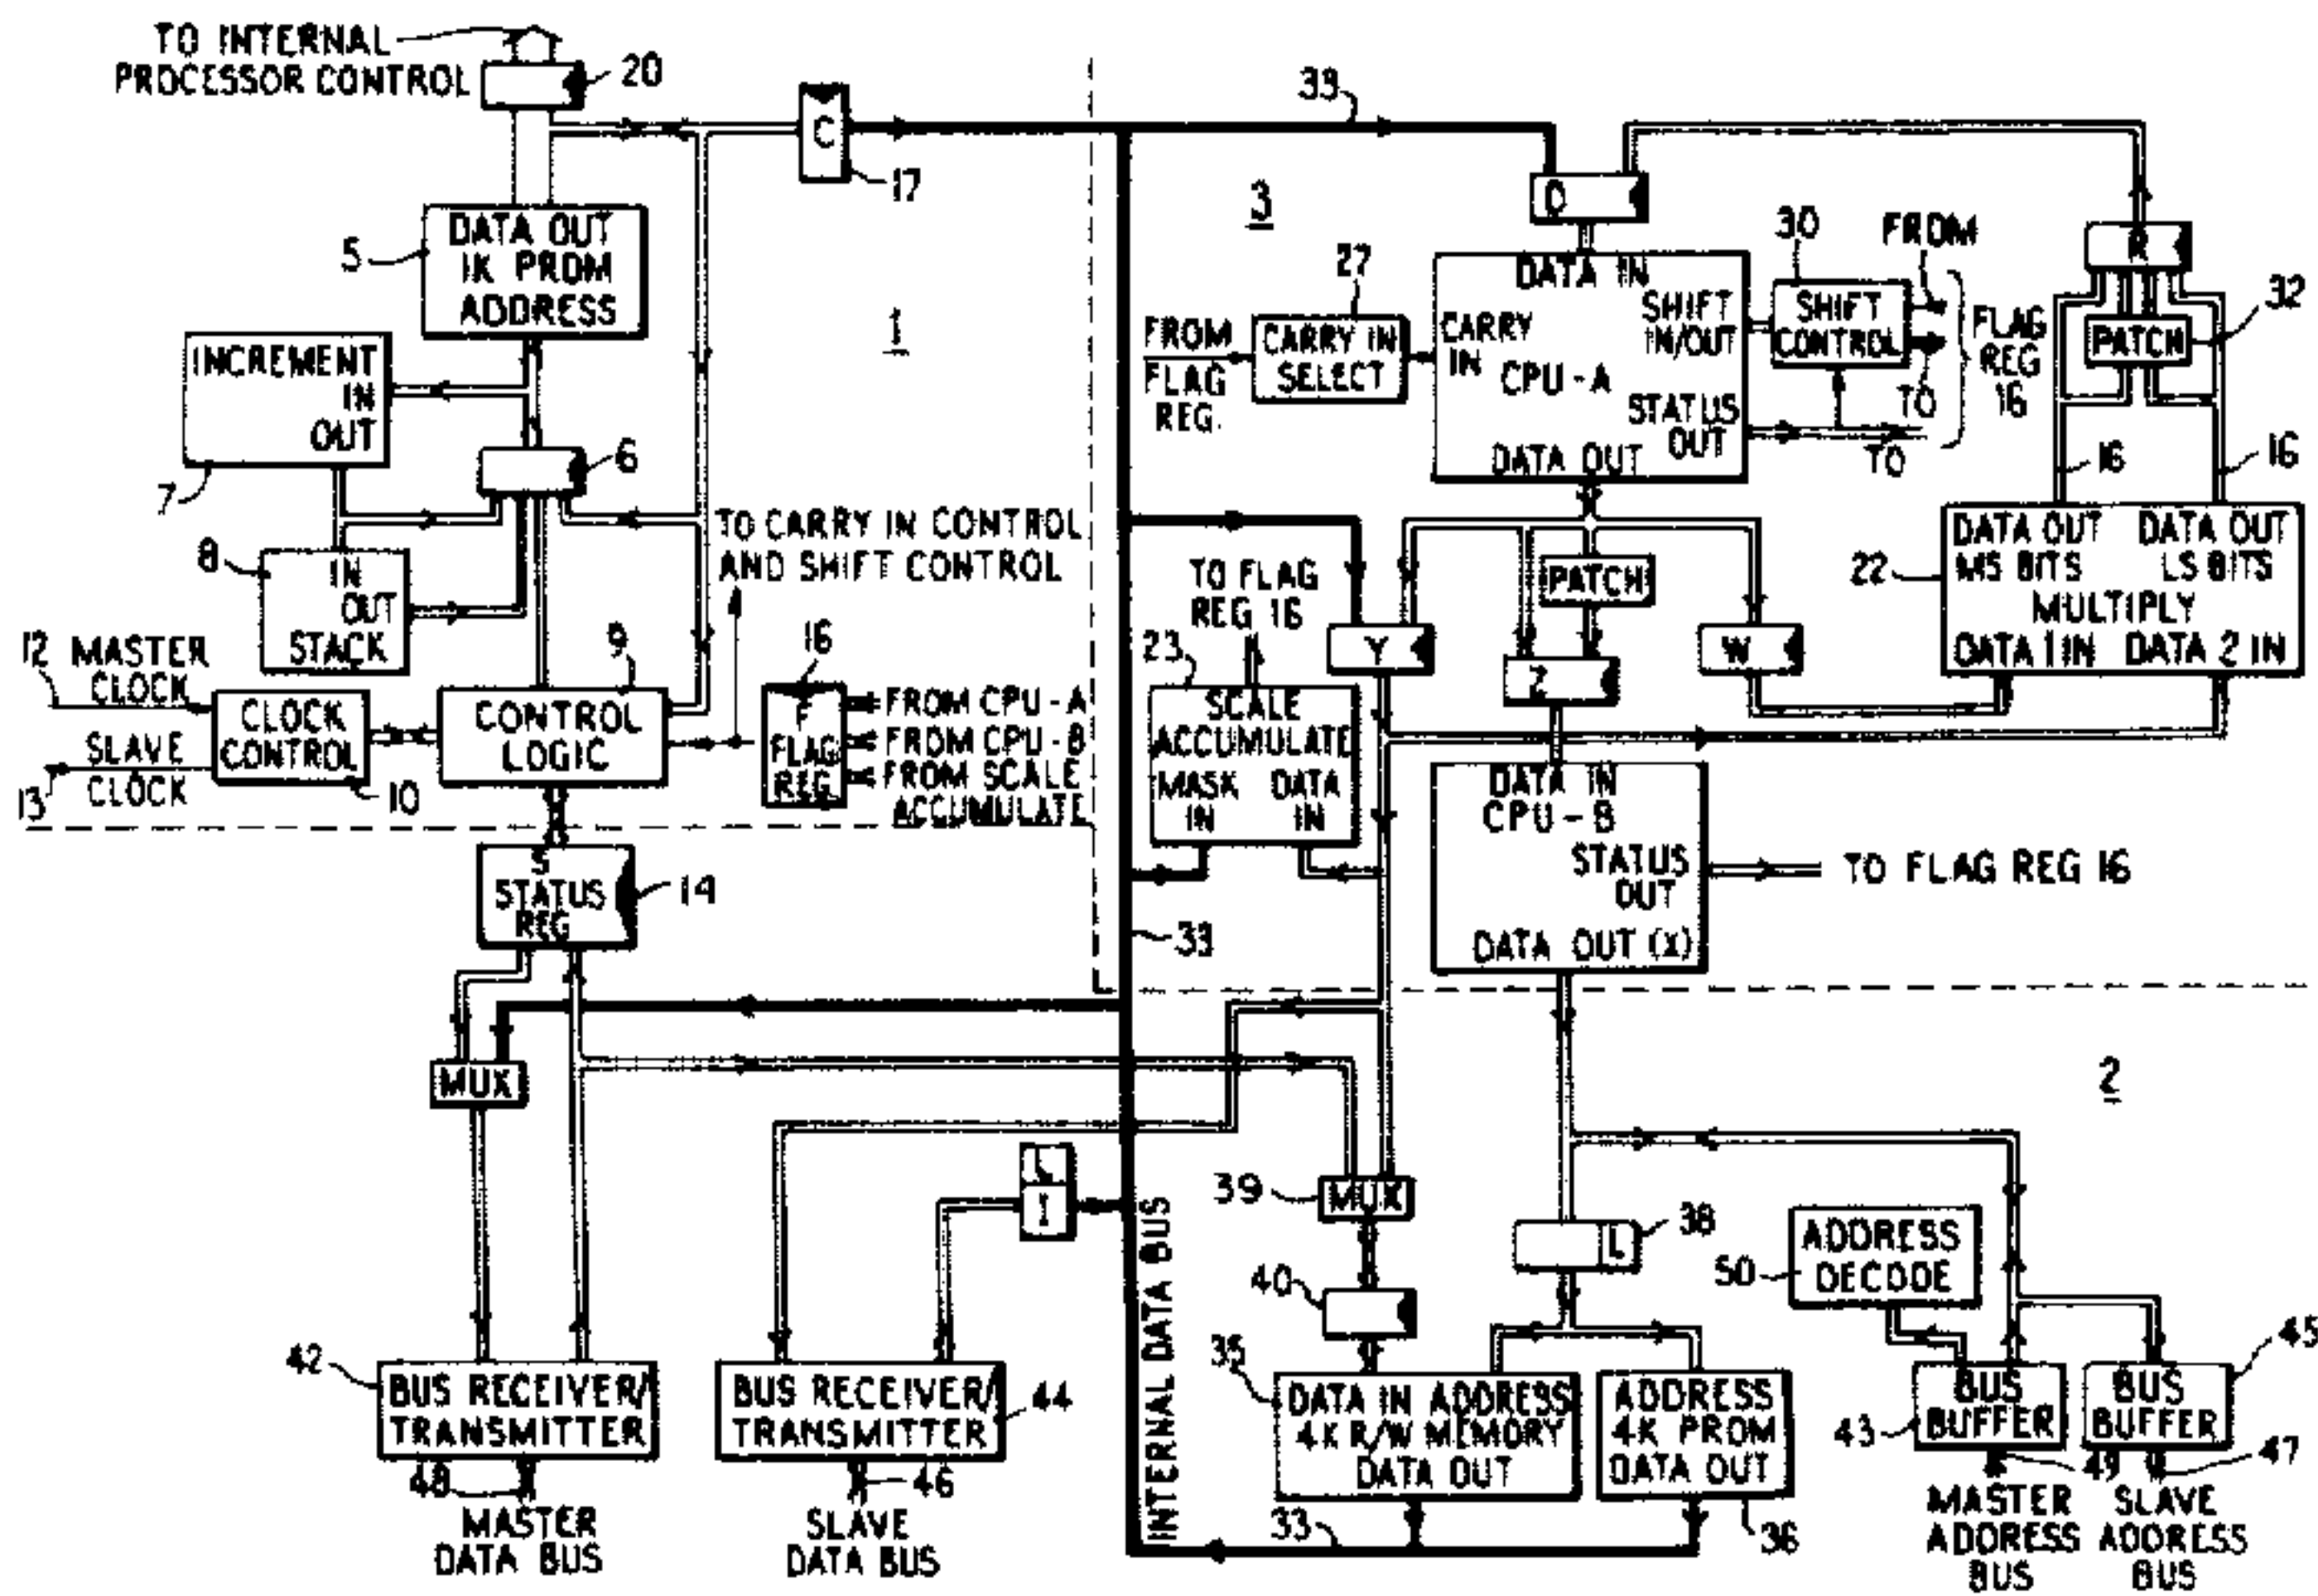 TO INTERNAL
PROCESSOR CONTROL
20
C
17
DATA OUT
1K PROM
ADDRESS
5
1
INCREMENT
IN
OUT
7
6
8
IN
OUT
STACK
TO CARRY IN CONTROL
AND SHIFT CONTROL
12
MASTER
CLOCK
SLAVE
CLOCK
13
CLOCK
CONTROL
10
9
CONTROL
LOGIC
16
F
FLAG
REG
FROM CPU-A
FROM CPU-B
FROM SCALE
ACCUMULATE
S
STATUS
REG
14
MUX
33
3
D
27
FROM
FLAG
REG.
CARRY IN
SELECT
DATA IN
CARRY
IN
SHIFT
IN/OUT
CPU-A
STATUS
OUT
DATA OUT
30
SHIFT
CONTROL
FROM
TO
TO
FLAG
REG
16
R
32
PATCH
16
16
DATA OUT
MS BITS
DATA OUT
LS BITS
MULTIPLY
DATA 1 IN
DATA 2 IN
22
TO FLAG
REG 16
PATCH
Y
Z
W
23
SCALE
ACCUMULATE
MASK
IN
DATA
IN
33
DATA IN
CPU-B
STATUS
OUT
DATA OUT (X)
TO FLAG REG 16
2
L
I
INTERNAL DATA BUS
39
MUX
40
L
38
50
ADDRESS
DECODE
42
BUS RECEIVER/
TRANSMITTER
48
MASTER
DATA BUS
BUS RECEIVER/
TRANSMITTER
44
46
SLAVE
DATA BUS
35
DATA IN ADDRESS
4K R/W MEMORY
DATA OUT
33
ADDRESS
4K PROM
DATA OUT
36
43
BUS
BUFFER
49
MASTER
ADDRESS
BUS
45
BUS
BUFFER
47
SLAVE
ADDRESS
BUS